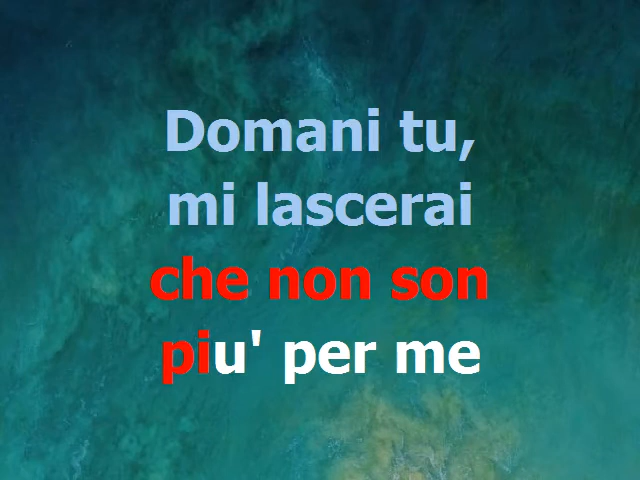 Domani tu,
mi lascerai
che non son
piu' per me